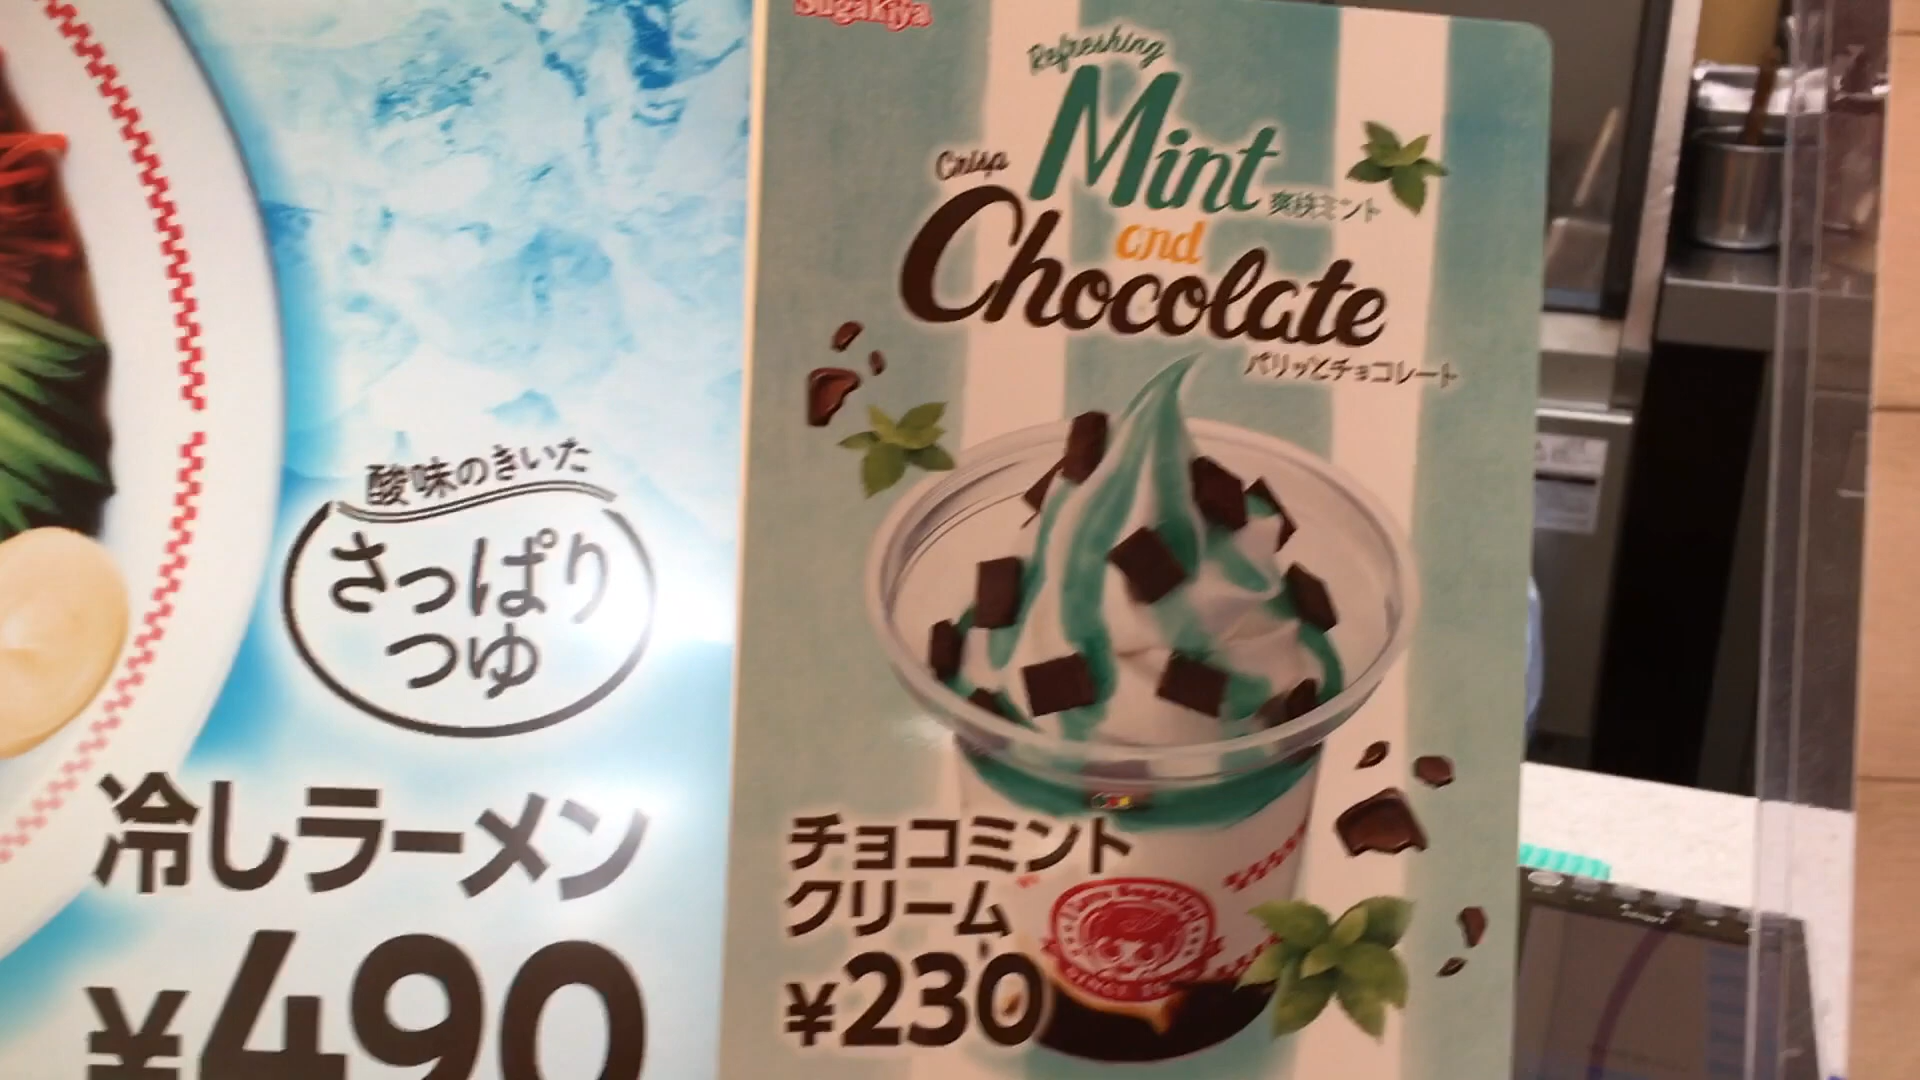 酸味のきいた
さっぱり
つゆ
冷しラーメン
¥490
Sugakiya
Refreshing
Mint
爽快ミント
and
Crisp
Chocolate
パリッとチョコレート
チョコミント
クリーム
¥230